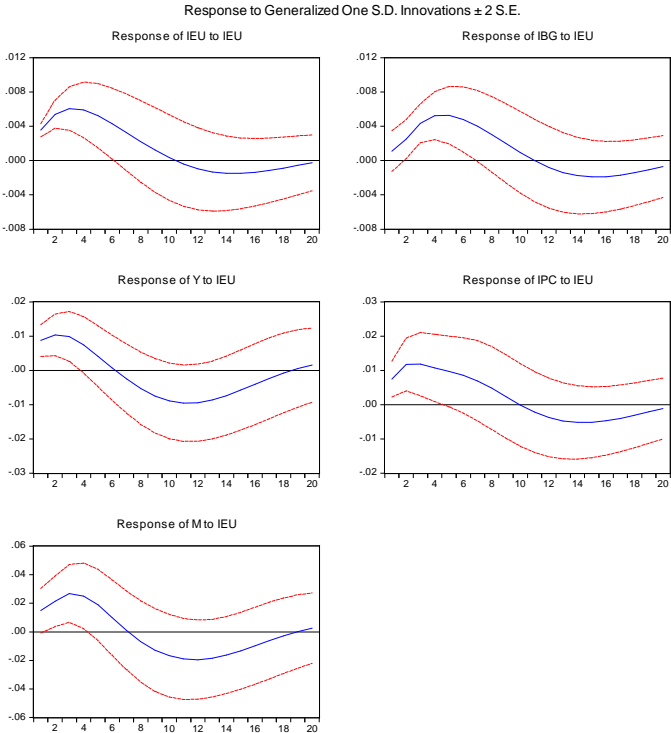 Response to Generalized One S.D. Innovations ± 2 S.E.
Response of IEU to IEU
.012
.008
.004
.000
-.004
-.008
2 4 6 8 10 12 14 16 18 20
Response of IBG to IEU
.012
.008
.004
.000
-.004
-.008
2 4 6 8 10 12 14 16 18 20
Response of Y to IEU
.02
.01
.00
-.01
-.02
-.03
2 4 6 8 10 12 14 16 18 20
Response of IPC to IEU
.03
.02
.01
.00
-.01
-.02
2 4 6 8 10 12 14 16 18 20
Response of M to IEU
.06
.04
.02
.00
-.02
-.04
-.06
2 4 6 8 10 12 14 16 18 20